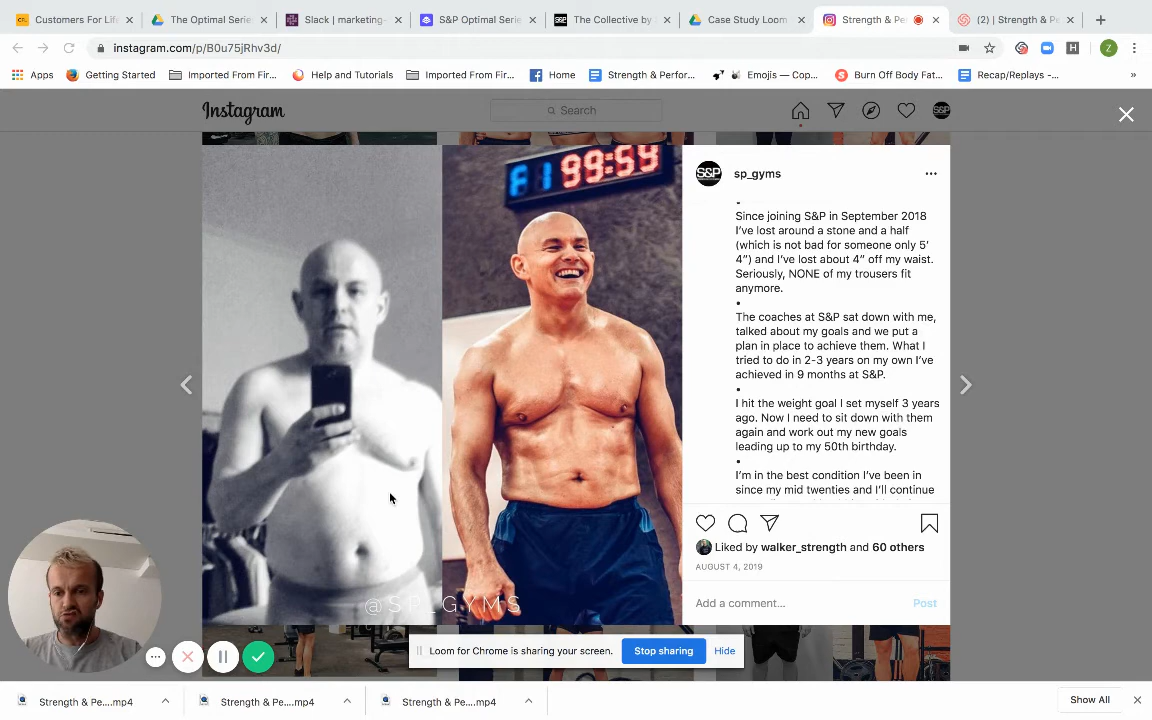 Customers For Life
The Optimal Serie
Slack | marketing-
S&P Optimal Serie
The Collective by
Case Study Loom
Strength & Pe
(2) | Strength & Po
instagram.com/p/B0u75jRhv3d/
Z
Apps
Getting Started
Imported From Fir...
Help and Tutorials
Imported From Fir...
Home
Strength & Perfor...
Emojis — Cop...
Burn Off Body Fat...
Recap/Replays -...
»
Instagram
Search
S&P
99:59
S&P
sp_gyms
•
Since joining S&P in September 2018
I've lost around a stone and a half
(which is not bad for someone only 5'
4") and I've lost about 4" off my waist.
Seriously, NONE of my trousers fit
anymore.
•
The coaches at S&P sat down with me,
talked about my goals and we put a
plan in place to achieve them. What I
tried to do in 2-3 years on my own I've
achieved in 9 months at S&P.
•
I hit the weight goal I set myself 3 years
ago. Now I need to sit down with them
again and work out my new goals
leading up to my 50th birthday.
•
I'm in the best condition I've been in
since my mid twenties and I'll continue
Liked by walker_strength and 60 others
AUGUST 4, 2019
Add a comment...
Post
@SP_GYMS
Loom for Chrome is sharing your screen.
Stop sharing
Hide
Strength & Pe....mp4
Strength & Pe....mp4
Strength & Pe....mp4
Show All